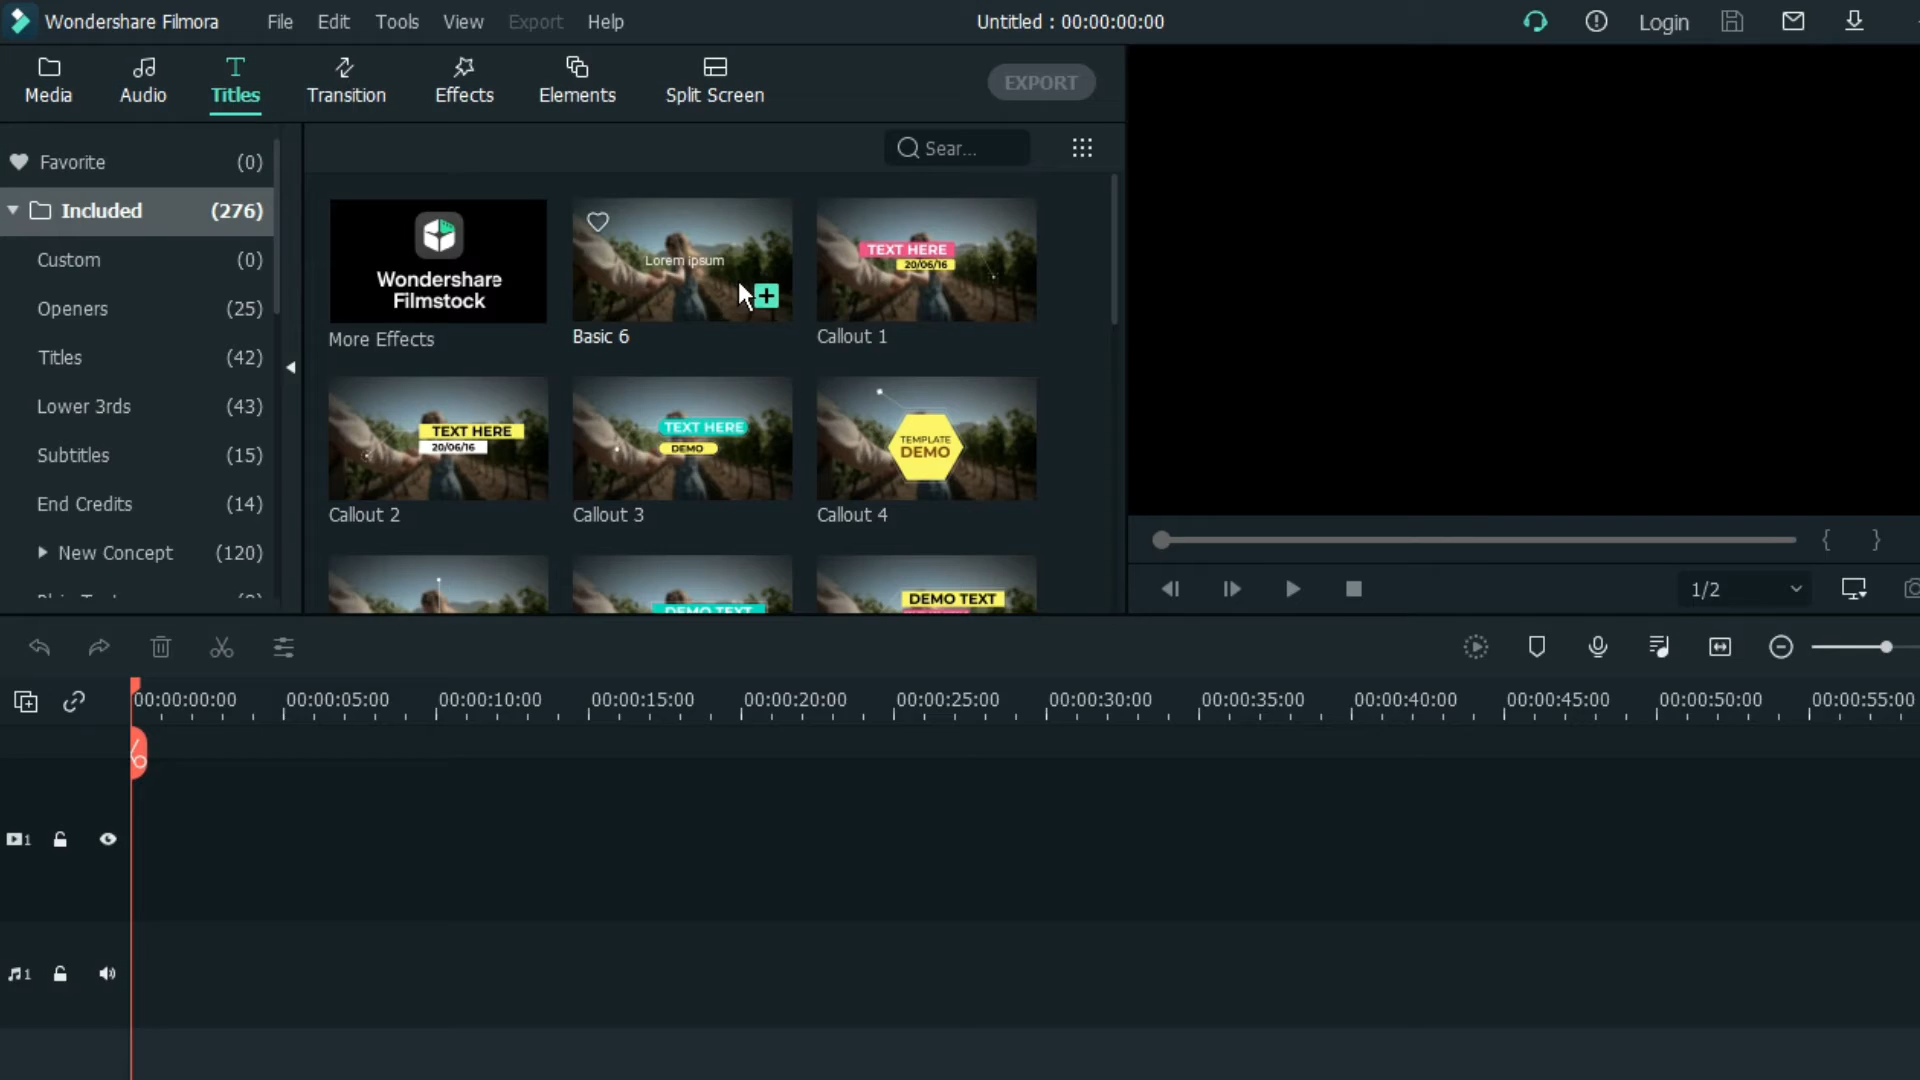 Wondershare Filmora
File
Edit
Tools
View
Export
Help
Untitled : 00:00:00:00
Login
Media
Audio
Titles
Transition
Effects
Elements
Split Screen
EXPORT
Favorite (0)
Included (276)
Custom (0)
Openers (25)
Titles (42)
Lower 3rds (43)
Subtitles (15)
End Credits (14)
New Concept (120)
Sear...
Wondershare
Filmstock
More Effects
Lorem ipsum
Basic 6
TEXT HERE
20/06/16
Callout 1
TEXT HERE
20/06/16
Callout 2
TEXT HERE
DEMO
Callout 3
TEMPLATE
DEMO
Callout 4
DEMO TEXT
DEMO TEXT
{ }
1/2
00:00:00:00 00:00:05:00 00:00:10:00 00:00:15:00 00:00:20:00 00:00:25:00 00:00:30:00 00:00:35:00 00:00:40:00 00:00:45:00 00:00:50:00 00:00:55:00
1
1